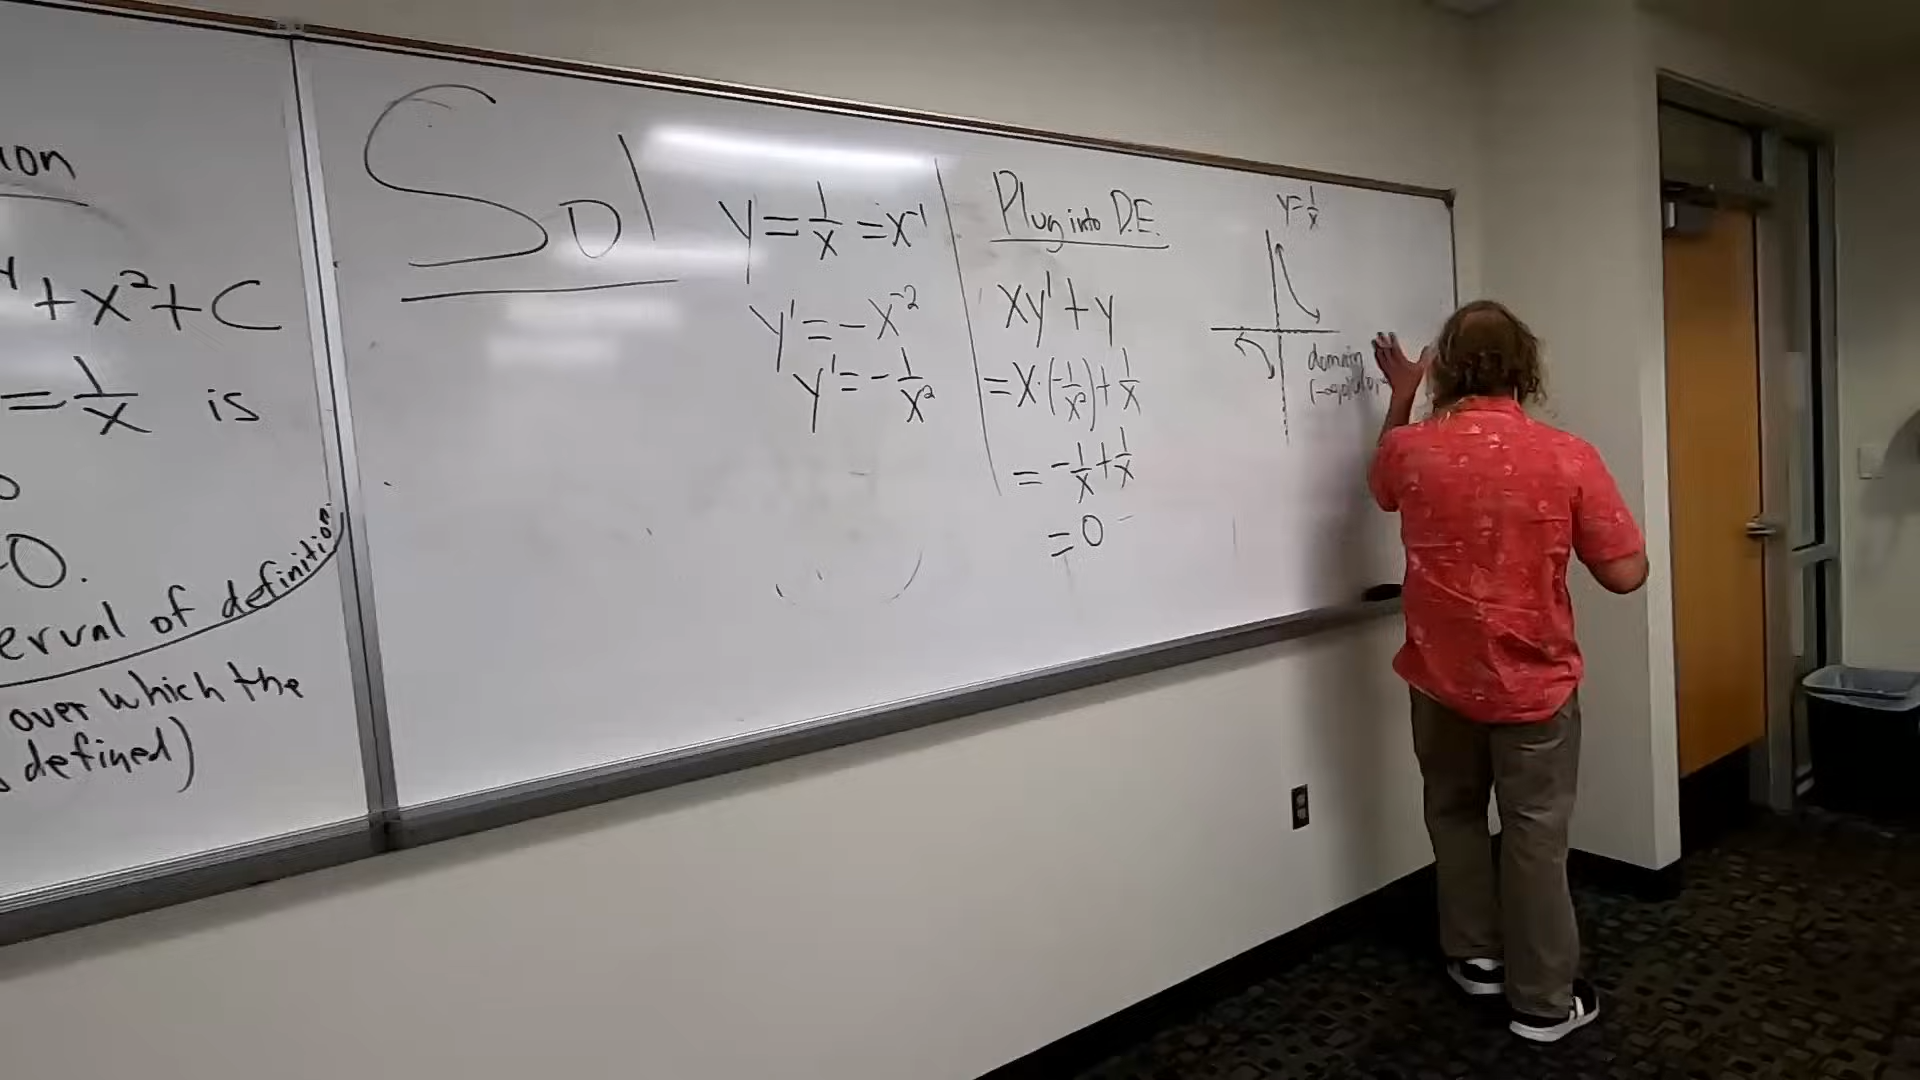 ion
+x²+C
=1/x is
0.
erval of definition
over which the
defined)
Sol
y=1/x=x⁻¹
y'=-x⁻²
y'=-1/x²
Plug into D.E.
xy'+y
=x·(-1/x²)+1/x
=-1/x+1/x
=0
y=1/x
domain